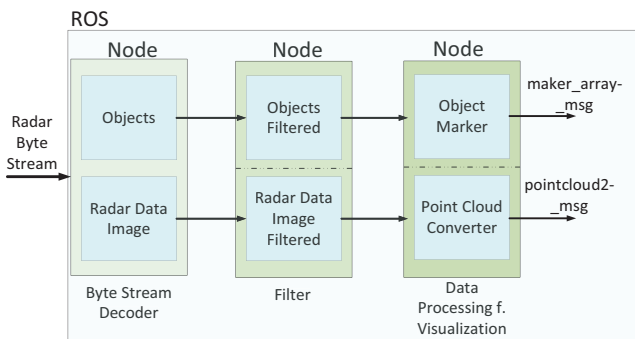 ROS
Node
Node
Node
Radar
Byte
Stream
Objects
Objects
Filtered
Object
Marker
maker_array-
_msg
Radar Data
Image
Radar Data
Image
Filtered
Point Cloud
Converter
pointcloud2-
_msg
Byte Stream
Decoder
Filter
Data
Processing f.
Visualization